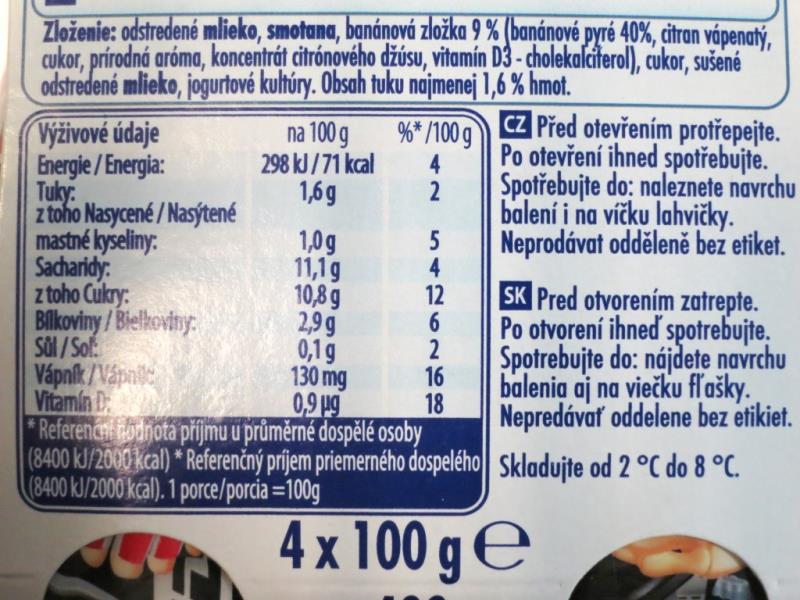 Zloženie: odstredené mlieko, smotana, banánová zložka 9 % (banánové pyré 40%, citran vápenatý,
cukor, prírodná aróma, koncentrát citrónového džúsu, vitamín D3 - cholekalciferol), cukor, sušené
odstredené mlieko, jogurtové kultúry. Obsah tuku najmenej 1,6 % hmot.
Výživové údaje na 100 g %* /100 g
Energie / Energia: 298 kJ / 71 kcal 4
Tuky: 1,6 g 2
z toho Nasycené / Nasýtené
mastné kyseliny: 1,0 g 5
Sacharidy: 11,1 g 4
z toho Cukry: 10,8 g 12
Bílkoviny / Bielkoviny: 2,9 g 6
Sůl / Soľ: 0,1 g 2
Vápník / Vápnik: 130 mg 16
Vitamín D: 0,9 µg 18
* Referenční hodnota příjmu u průměrné dospělé osoby
(8400 kJ/2000 kcal) * Referenčný príjem priemerného dospelého
(8400 kJ/2000 kcal). 1 porce/porcia =100g
CZ Před otevřením protřepejte.
Po otevření ihned spotřebujte.
Spotřebujte do: naleznete navrchu
balení i na víčku lahvičky.
Neprodávat odděleně bez etiket.
SK Pred otvorením zatrepte.
Po otvorení ihneď spotrebujte.
Spotrebujte do: nájdete navrchu
balenia aj na viečku fľašky.
Nepredávať oddelene bez etikiet.
Skladujte od 2 °C do 8 °C.
4 x 100 g e